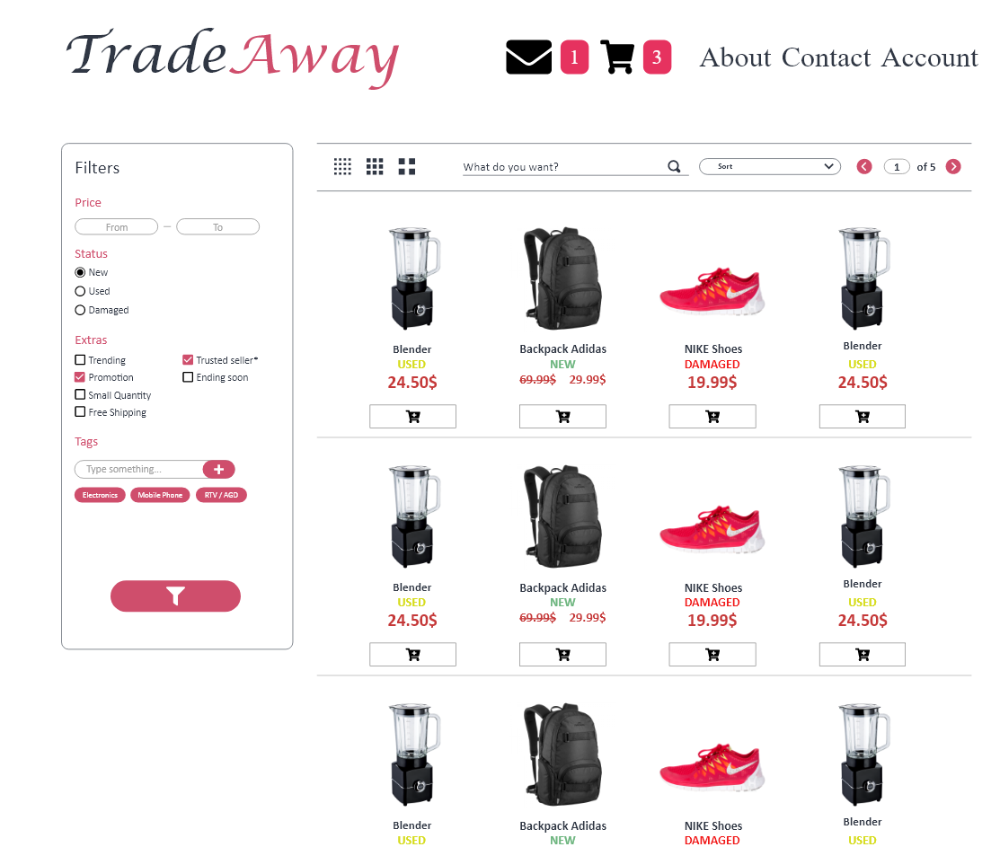 TradeAway
1
3
About Contact Account
Filters
Price
From – To
Status
New
Used
Damaged
Extras
Trending
Trusted seller*
Promotion
Ending soon
Small Quantity
Free Shipping
Tags
Type something...
Electronics
Mobile Phone
RTV / AGD
What do you want?
Sort
1 of 5
Blender
USED
24.50$
Backpack Adidas
NEW
69.99$ 29.99$
NIKE Shoes
DAMAGED
19.99$
Blender
USED
24.50$
Blender
USED
24.50$
Backpack Adidas
NEW
69.99$ 29.99$
NIKE Shoes
DAMAGED
19.99$
Blender
USED
24.50$
Blender
USED
Backpack Adidas
NEW
NIKE Shoes
DAMAGED
Blender
USED